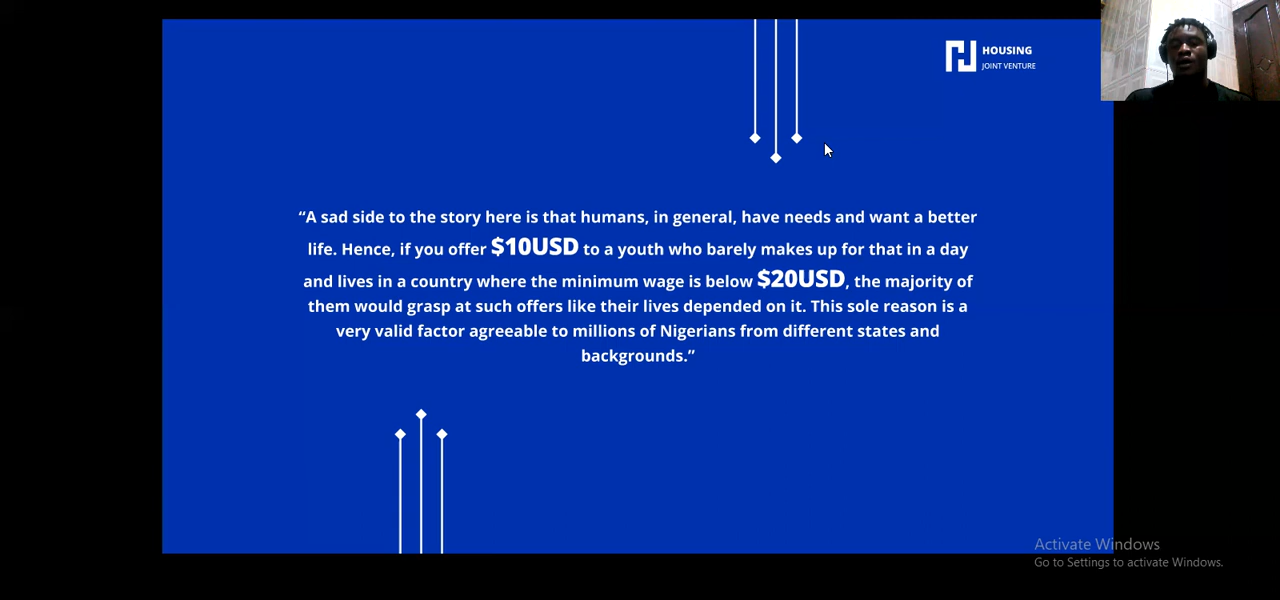 HOUSING
JOINT VENTURE
“A sad side to the story here is that humans, in general, have needs and want a better
life. Hence, if you offer $10USD to a youth who barely makes up for that in a day
and lives in a country where the minimum wage is below $20USD, the majority of
them would grasp at such offers like their lives depended on it. This sole reason is a
very valid factor agreeable to millions of Nigerians from different states and
backgrounds.”
Activate Windows
Go to Settings to activate Windows.